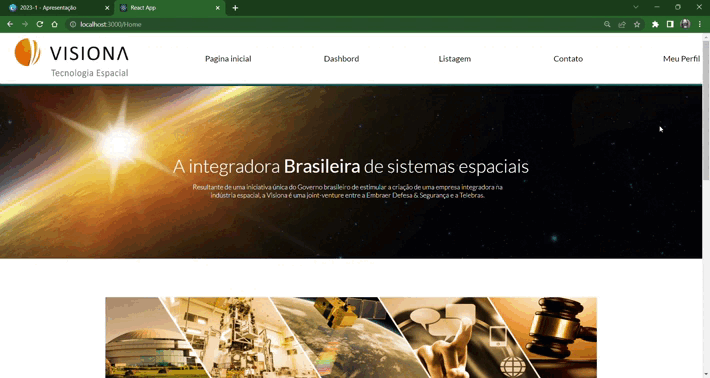 2023-1 - Apresentação
React App
localhost:3000/Home
VISIONA
Tecnologia Espacial
Pagina inicial
Dashbord
Listagem
Contato
Meu Perfil
A integradora Brasileira de sistemas espaciais
Resultante de uma iniciativa única do Governo brasileiro de estimular a criação de uma empresa integradora na
indústria espacial, a Visiona é uma joint-venture entre a Embraer Defesa & Segurança e a Telebras.